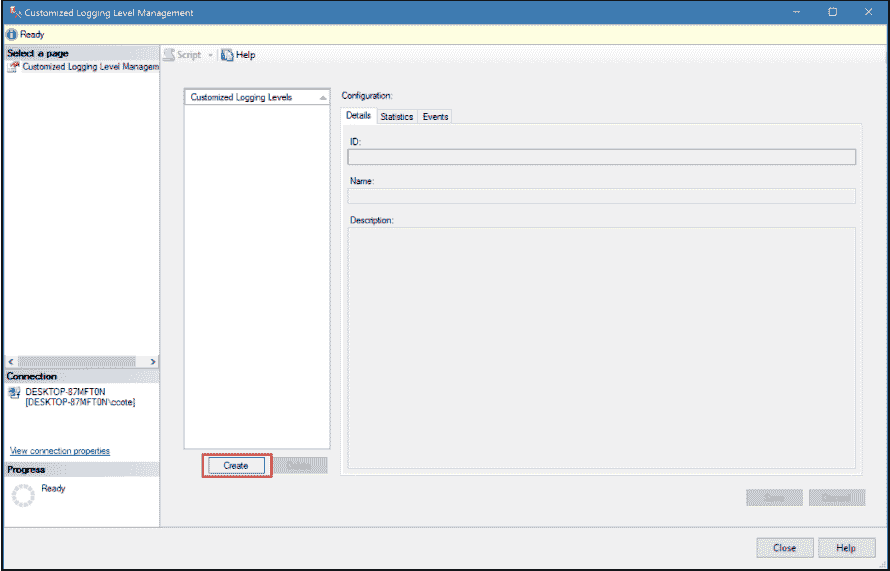 Customized Logging Level Management
Ready
Select a page
Script
Help
Customized Logging Level Managem
Customized Logging Levels
Configuration:
Details
Statistics
Events
ID:
Name:
Description:
Connection
DESKTOP-87MFT0N
[DESKTOP-87MFT0N\ccote]
View connection properties
Progress
Ready
Create
Close
Help